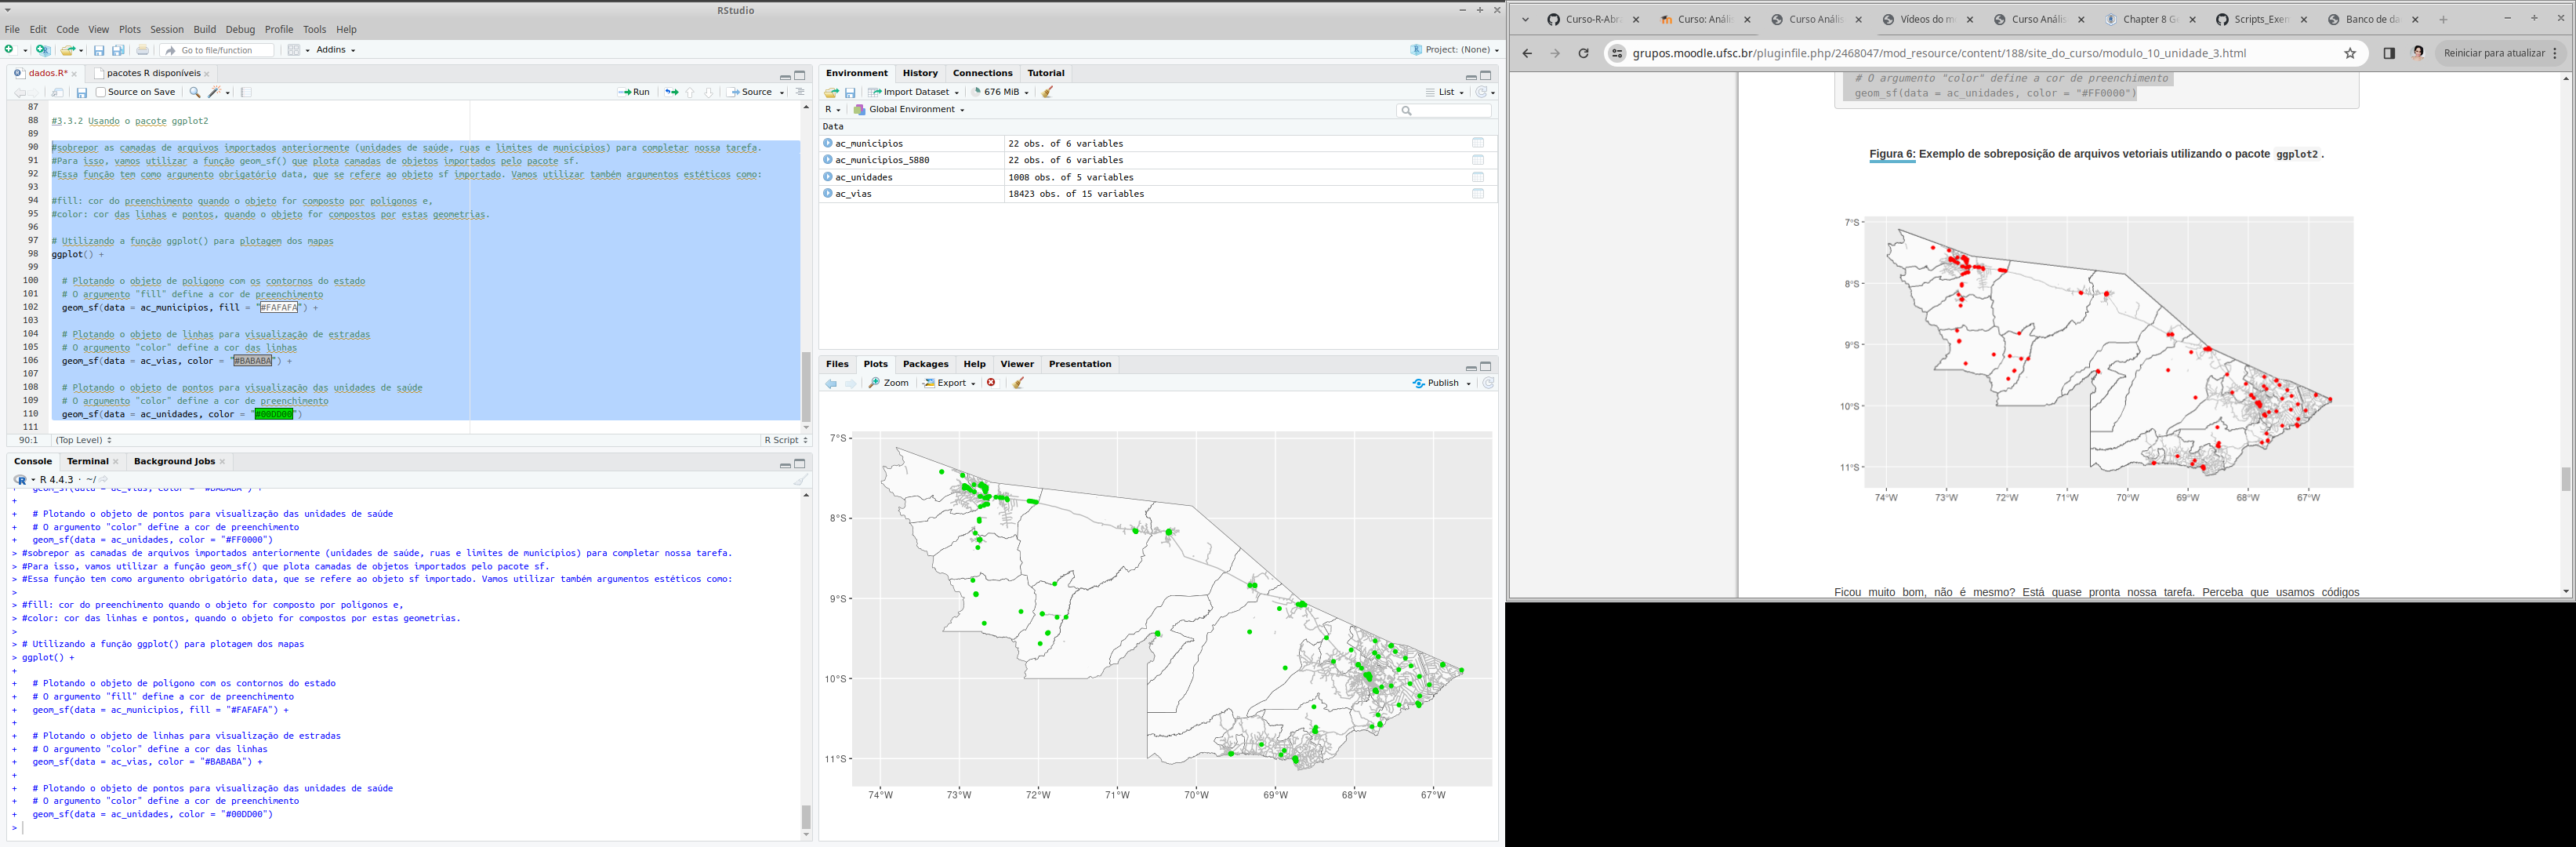 RStudio
File Edit Code View Plots Session Build Debug Profile Tools Help
Go to file/function
Addins
Project: (None)
dados.R*
pacotes R disponíveis
Source on Save
Run
Source
87
88 #3.3.2 Usando o pacote ggplot2
89
90 #sobrepor as camadas de arquivos importados anteriormente (unidades de saúde, ruas e limites de municípios) para completar nossa tarefa.
91 #Para isso, vamos utilizar a função geom_sf() que plota camadas de objetos importados pelo pacote sf.
92 #Essa função tem como argumento obrigatório data, que se refere ao objeto sf importado. Vamos utilizar também argumentos estéticos como:
93
94 #fill: cor do preenchimento quando o objeto for composto por polígonos e,
95 #color: cor das linhas e pontos, quando o objeto for compostos por estas geometrias.
96
97 # Utilizando a função ggplot() para plotagem dos mapas
98 ggplot() +
99
100 # Plotando o objeto de polígono com os contornos do estado
101 # O argumento "fill" define a cor de preenchimento
102 geom_sf(data = ac_municipios, fill = "#FAFAFA") +
103
104 # Plotando o objeto de linhas para visualização de estradas
105 # O argumento "color" define a cor das linhas
106 geom_sf(data = ac_vias, color = "#BABABA") +
107
108 # Plotando o objeto de pontos para visualização das unidades de saúde
109 # O argumento "color" define a cor de preenchimento
110 geom_sf(data = ac_unidades, color = "#00DD00")
111
90:1 (Top Level) R Script
Console Terminal Background Jobs
R 4.4.3 · ~/
+ geom_sf(data = ac_vias, color = "#BABABA") +
+
+ # Plotando o objeto de pontos para visualização das unidades de saúde
+ # O argumento "color" define a cor de preenchimento
+ geom_sf(data = ac_unidades, color = "#FF0000")
> #sobrepor as camadas de arquivos importados anteriormente (unidades de saúde, ruas e limites de municípios) para completar nossa tarefa.
> #Para isso, vamos utilizar a função geom_sf() que plota camadas de objetos importados pelo pacote sf.
> #Essa função tem como argumento obrigatório data, que se refere ao objeto sf importado. Vamos utilizar também argumentos estéticos como:
>
> #fill: cor do preenchimento quando o objeto for composto por polígonos e,
> #color: cor das linhas e pontos, quando o objeto for compostos por estas geometrias.
>
> # Utilizando a função ggplot() para plotagem dos mapas
> ggplot() +
+
+ # Plotando o objeto de polígono com os contornos do estado
+ # O argumento "fill" define a cor de preenchimento
+ geom_sf(data = ac_municipios, fill = "#FAFAFA") +
+
+ # Plotando o objeto de linhas para visualização de estradas
+ # O argumento "color" define a cor das linhas
+ geom_sf(data = ac_vias, color = "#BABABA") +
+
+ # Plotando o objeto de pontos para visualização das unidades de saúde
+ # O argumento "color" define a cor de preenchimento
+ geom_sf(data = ac_unidades, color = "#00DD00")
>
Environment History Connections Tutorial
Import Dataset 676 MiB List
R Global Environment
Data
ac_municipios 22 obs. of 6 variables
ac_municipios_5880 22 obs. of 6 variables
ac_unidades 1008 obs. of 5 variables
ac_vias 18423 obs. of 15 variables
Files Plots Packages Help Viewer Presentation
Zoom Export Publish
7°S
8°S
9°S
10°S
11°S
74°W 73°W 72°W 71°W 70°W 69°W 68°W 67°W
Curso-R-Abr
Curso: Anális
Curso Anális
Vídeos do m
Curso Anális
Chapter 8 G
Scripts_Exer
Banco de da
grupos.moodle.ufsc.br/pluginfile.php/2468047/mod_resource/content/188/site_do_curso/modulo_10_unidade_3.html
Reiniciar para atualizar
# O argumento "color" define a cor de preenchimento
geom_sf(data = ac_unidades, color = "#FF0000")
Figura 6: Exemplo de sobreposição de arquivos vetoriais utilizando o pacote ggplot2.
7°S
8°S
9°S
10°S
11°S
74°W 73°W 72°W 71°W 70°W 69°W 68°W 67°W
Ficou muito bom, não é mesmo? Está quase pronta nossa tarefa. Perceba que usamos códigos